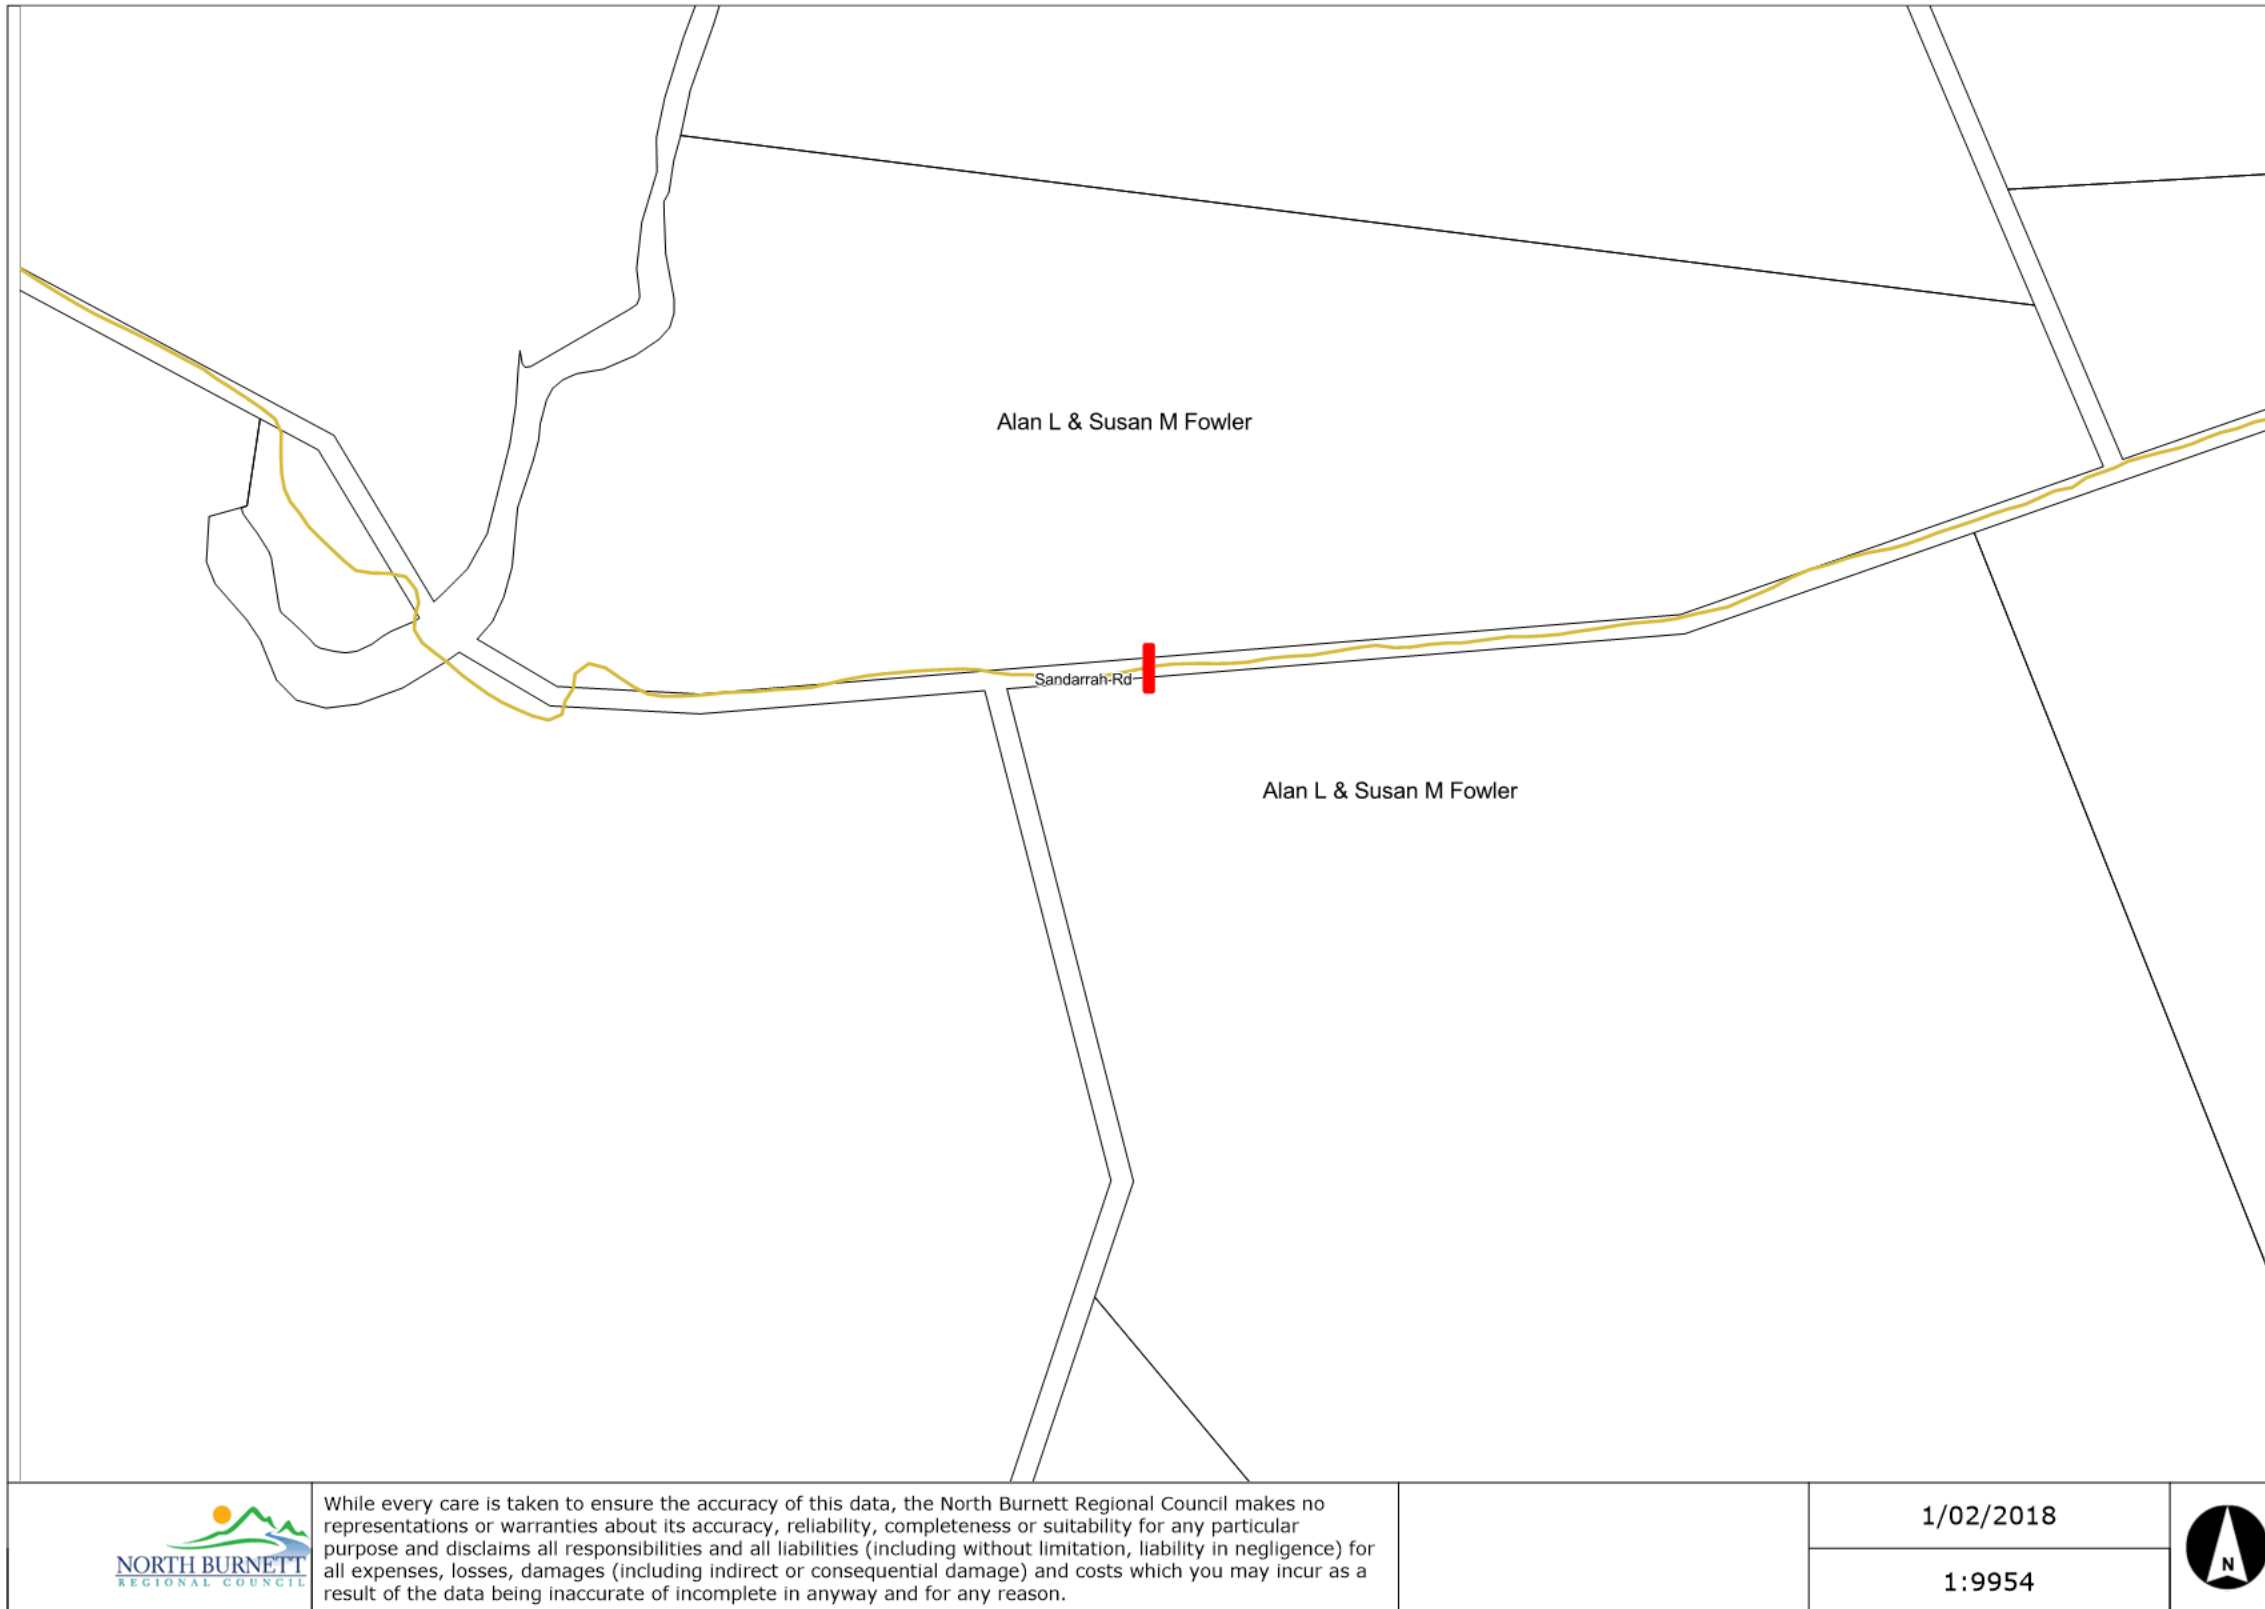 Alan L & Susan M Fowler
Sandarrah Rd
Alan L & Susan M Fowler
NORTH BURNETT
REGIONAL COUNCIL
While every care is taken to ensure the accuracy of this data, the North Burnett Regional Council makes no
representations or warranties about its accuracy, reliability, completeness or suitability for any particular
purpose and disclaims all responsibilities and all liabilities (including without limitation, liability in negligence) for
all expenses, losses, damages (including indirect or consequential damage) and costs which you may incur as a
result of the data being inaccurate of incomplete in anyway and for any reason.
1/02/2018
1:9954
N